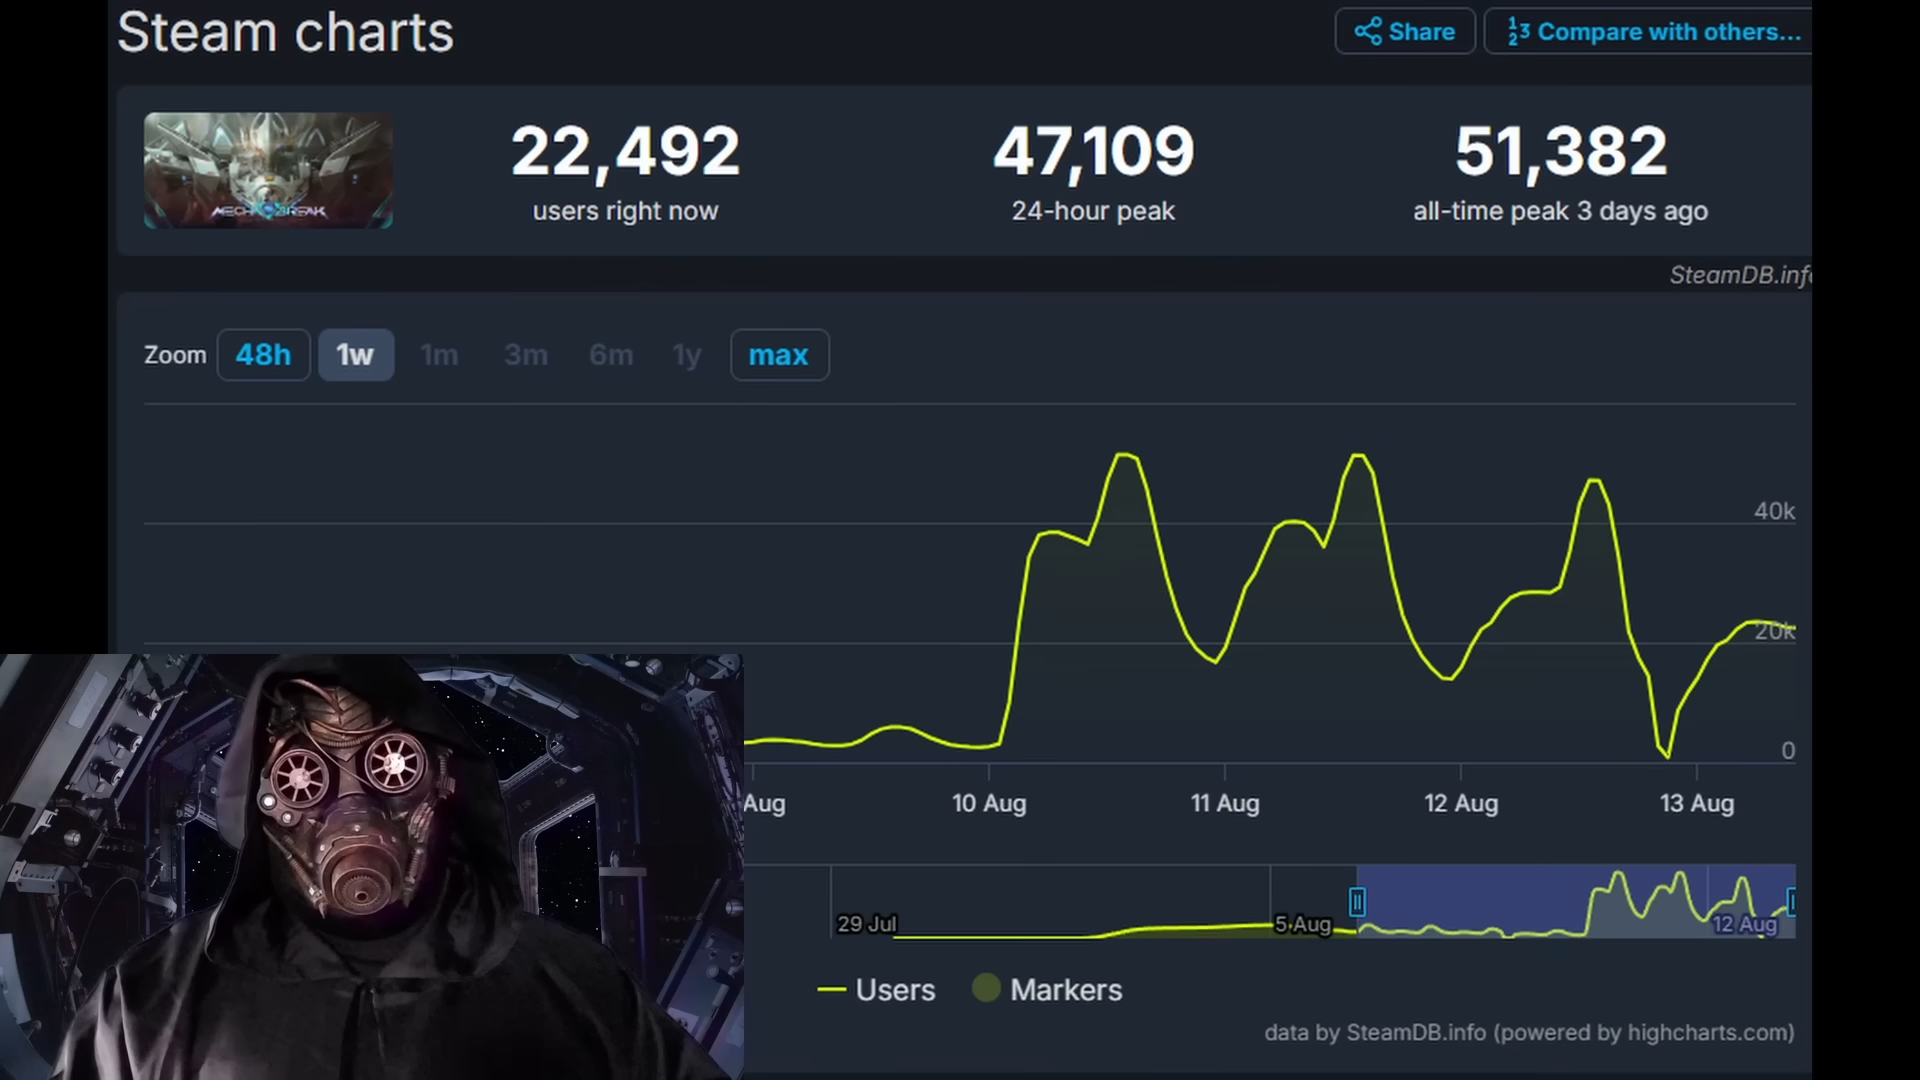 Steam charts
Share
Compare with others...
MECHA BREAK
22,492
users right now
47,109
24-hour peak
51,382
all-time peak 3 days ago
SteamDB.info
Zoom 48h 1w 1m 3m 6m 1y max
40k
20k
0
Aug 10 Aug 11 Aug 12 Aug 13 Aug
29 Jul 5 Aug 12 Aug
Users Markers
data by SteamDB.info (powered by highcharts.com)